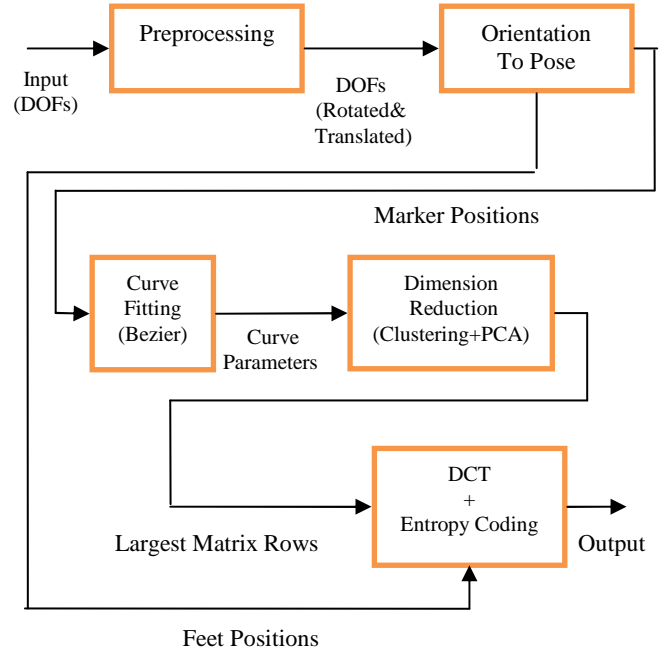 Preprocessing
Orientation
To Pose
Input
(DOFs)
DOFs
(Rotated&
Translated)
Marker Positions
Curve
Fitting
(Bezier)
Curve
Parameters
Dimension
Reduction
(Clustering+PCA)
DCT
+
Entropy Coding
Largest Matrix Rows
Output
Feet Positions